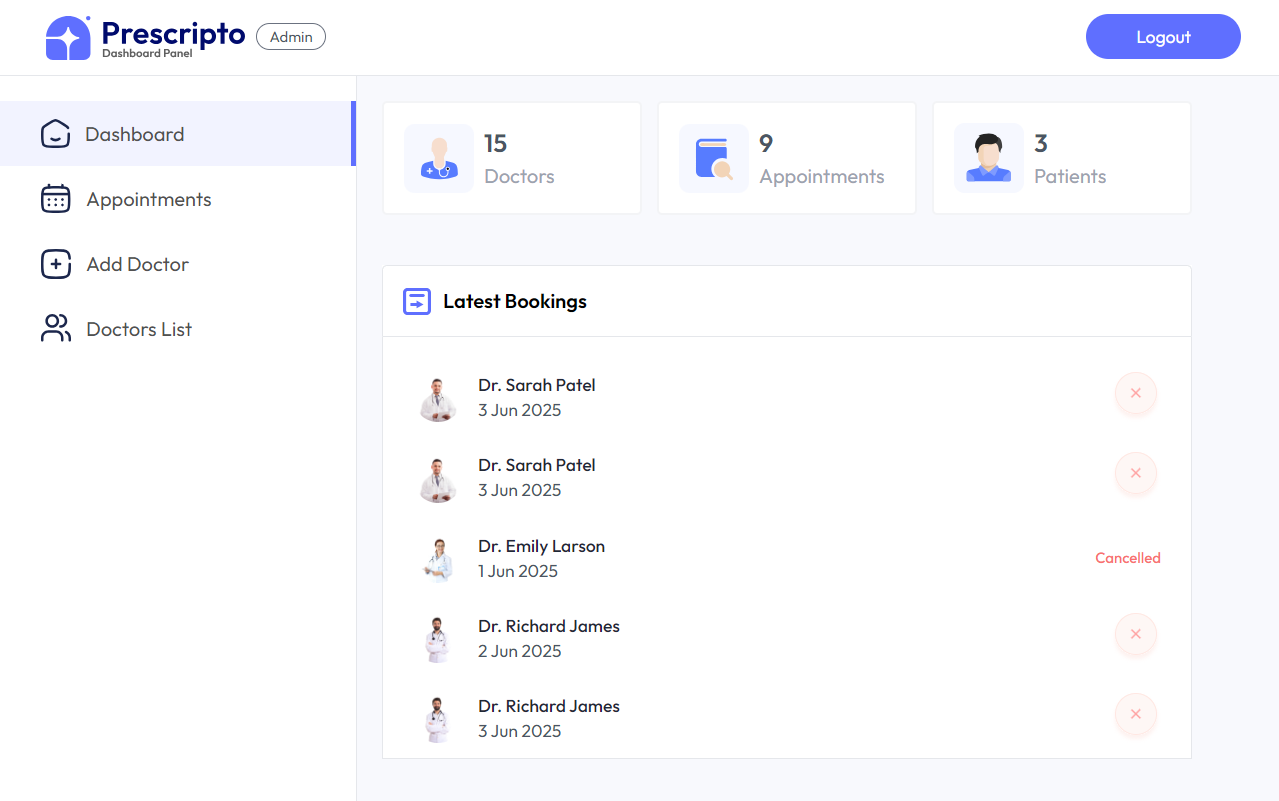 Prescripto
Dashboard Panel
Admin
Logout
Dashboard
Appointments
Add Doctor
Doctors List
15
Doctors
9
Appointments
3
Patients
Latest Bookings
Dr. Sarah Patel
3 Jun 2025
Dr. Sarah Patel
3 Jun 2025
Dr. Emily Larson
1 Jun 2025
Cancelled
Dr. Richard James
2 Jun 2025
Dr. Richard James
3 Jun 2025